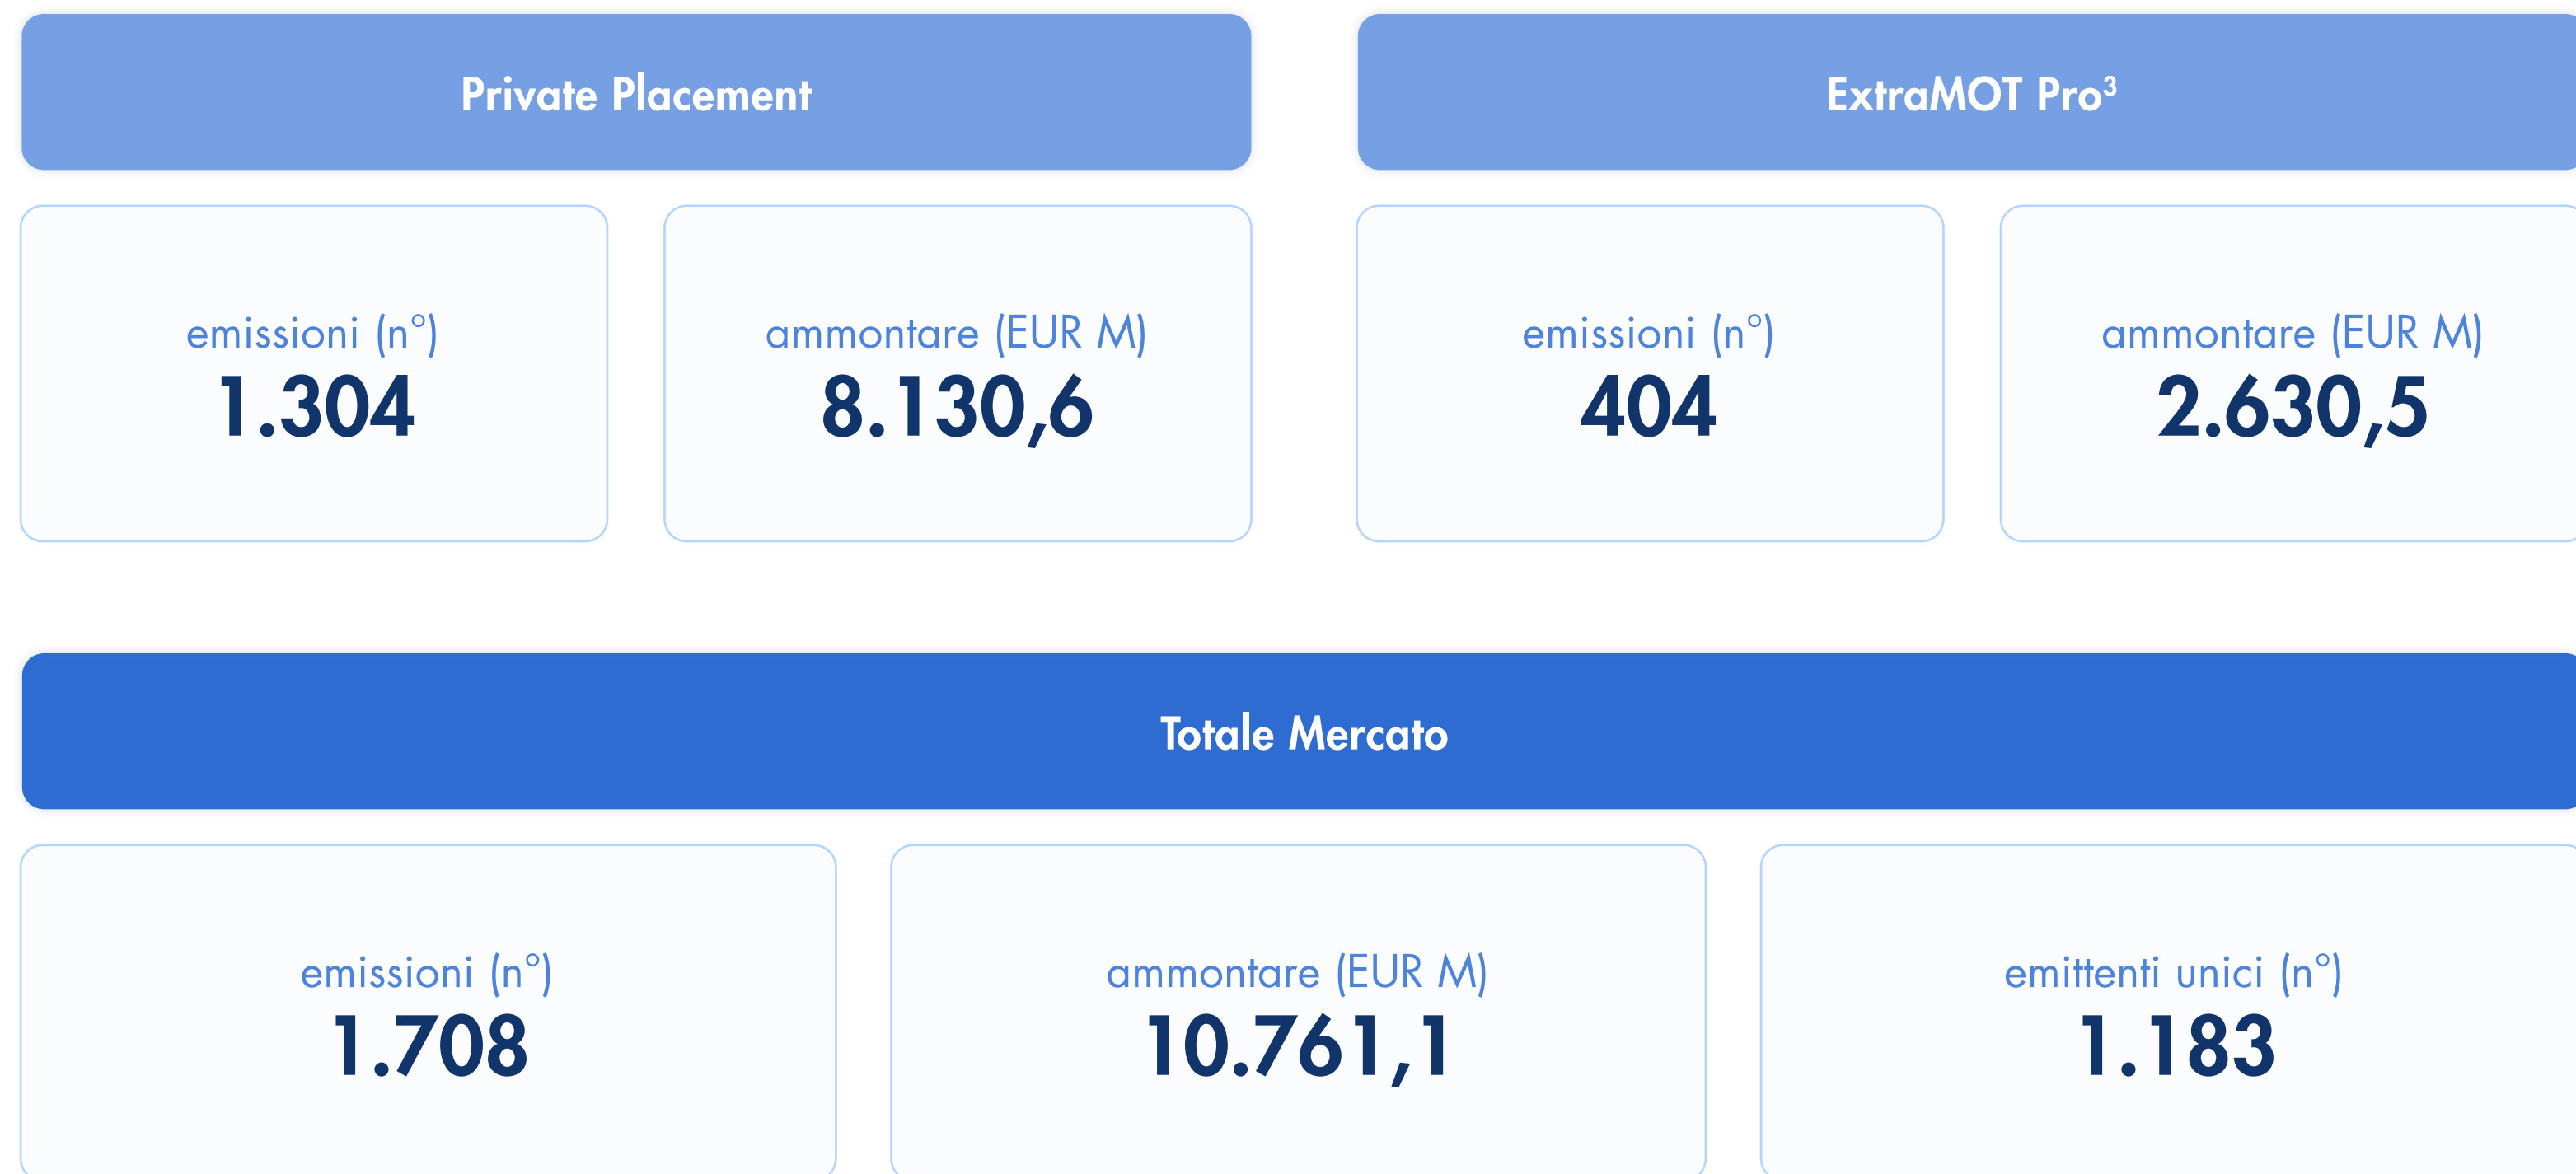 Private Placement
ExtraMOT Pro³
emissioni (n°)
1.304
ammontare (EUR M)
8.130,6
emissioni (n°)
404
ammontare (EUR M)
2.630,5
Totale Mercato
emissioni (n°)
1.708
ammontare (EUR M)
10.761,1
emittenti unici (n°)
1.183